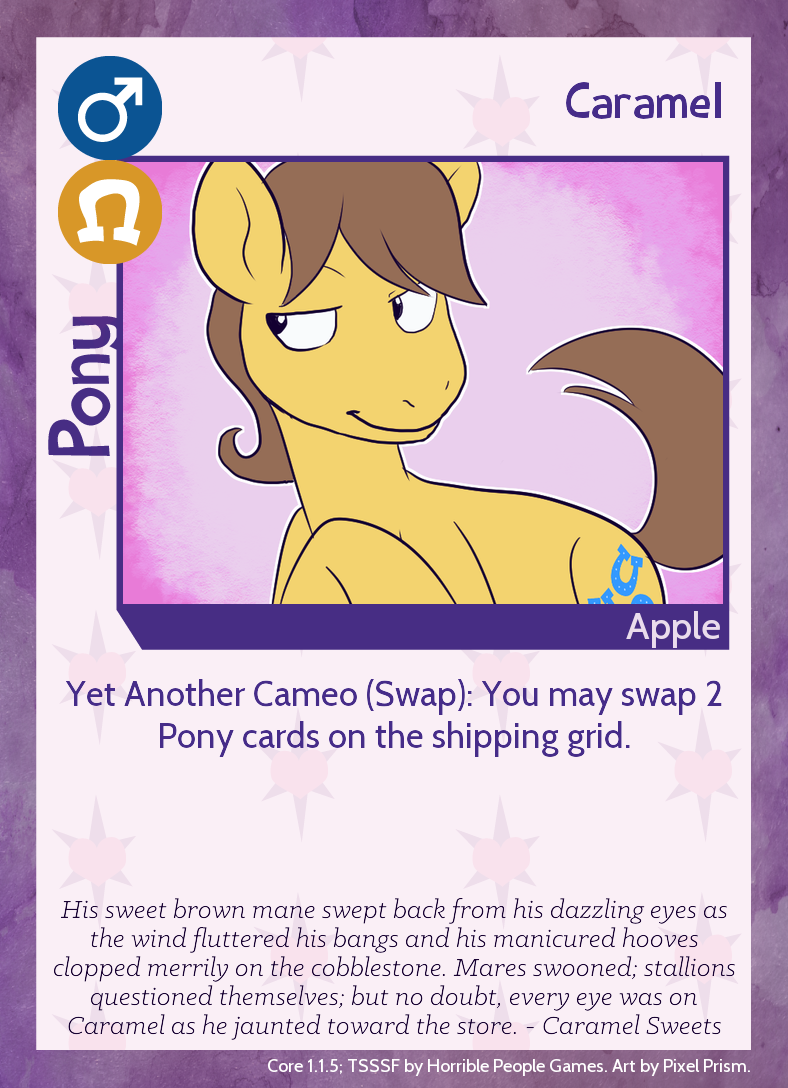 Caramel
Pony
Apple
Yet Another Cameo (Swap): You may swap 2
Pony cards on the shipping grid.
His sweet brown mane swept back from his dazzling eyes as
the wind fluttered his bangs and his manicured hooves
clopped merrily on the cobblestone. Mares swooned; stallions
questioned themselves; but no doubt, every eye was on
Caramel as he jaunted toward the store. - Caramel Sweets
Core 1.1.5; TSSSF by Horrible People Games. Art by Pixel Prism.